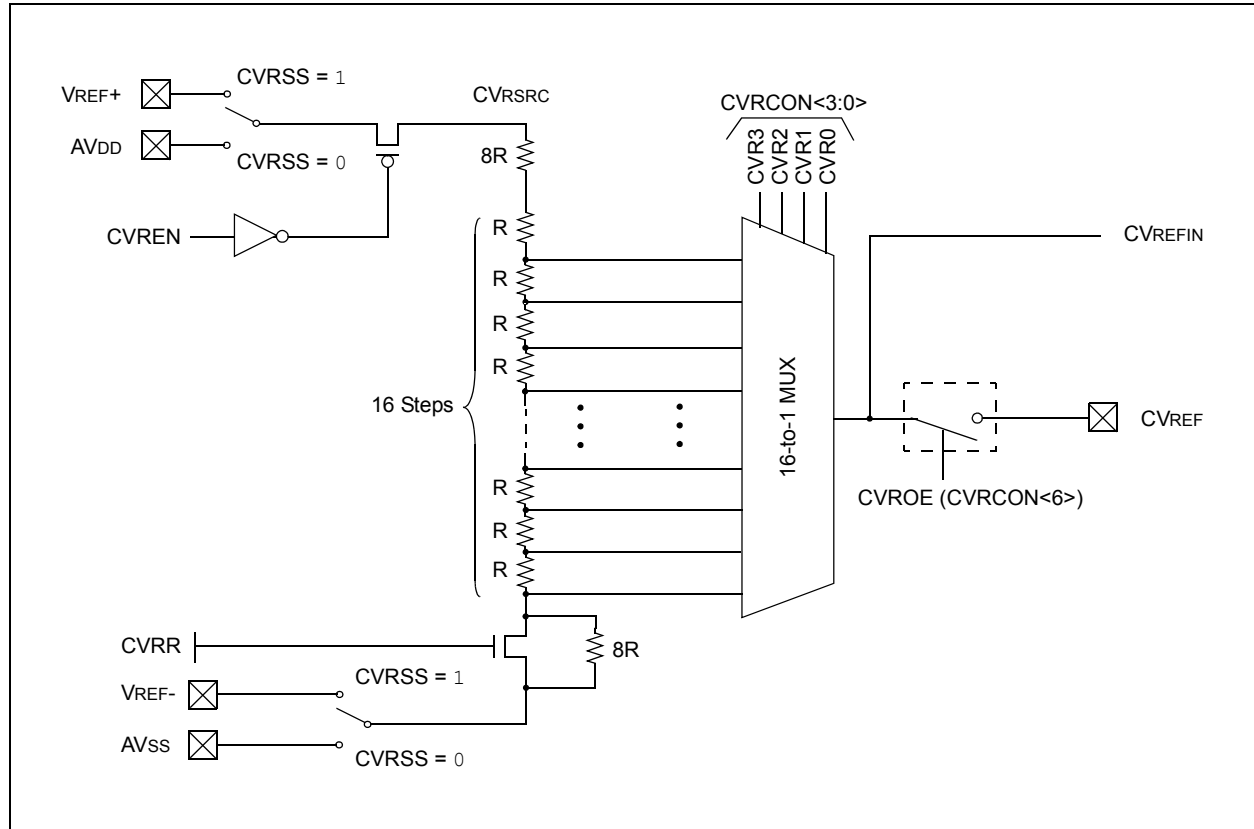 VREF+
CVRSS = 1
AVDD
CVRSS = 0
CVREN
CVRSRC
8R
R
R
R
R
16 Steps
R
R
R
CVRCON<3:0>
CVR3
CVR2
CVR1
CVR0
16-to-1 MUX
CVREFIN
CVREF
CVROE (CVRCON<6>)
CVRR
8R
VREF-
CVRSS = 1
AVSS
CVRSS = 0